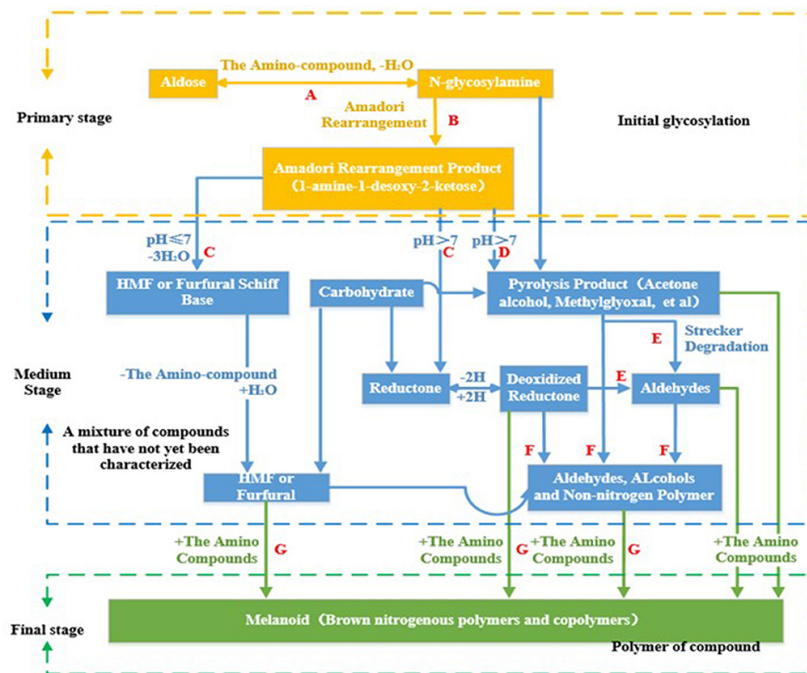 The Amino-compound, -H₂O
Aldose
N-glycosylamine
A
Primary stage
Amadori
Rearrangement
B
Initial glycosylation
Amadori Rearrangement Product
（1-amine-1-desoxy-2-ketose）
pH≤7
-3H₂O
C
pH>7
C
pH>7
D
HMF or Furfural Schiff
Base
Carbohydrate
Pyrolysis Product（Acetone
alcohol, Methylglyoxal, et al）
E
Strecker
Degradation
Medium
Stage
-The Amino-compound
+H₂O
Reductone
-2H
+2H
Deoxidized
Reductone
E
Aldehydes
A mixture of compounds
that have not yet been
characterized
F
F
F
HMF or
Furfural
Aldehydes, ALcohols
and Non-nitrogen Polymer
+The Amino
Compounds
G
+The Amino
Compounds
G
+The Amino
Compounds
G
+The Amino
Compounds
Final stage
Melanoid（Brown nitrogenous polymers and copolymers）
Polymer of compound